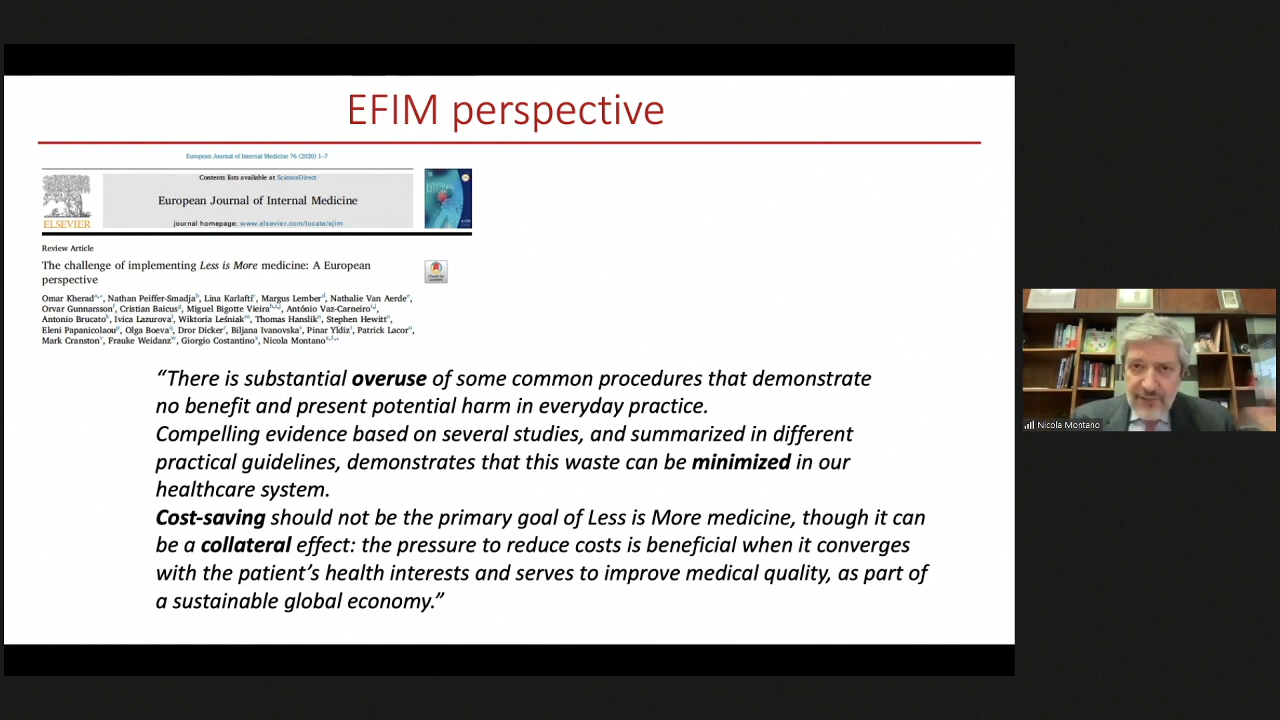 EFIM perspective
European Journal of Internal Medicine 76 (2020) 1–7
Contents lists available at ScienceDirect
European Journal of Internal Medicine
journal homepage: www.elsevier.com/locate/ejim
ELSEVIER
Review Article
The challenge of implementing Less is More medicine: A European
perspective
Omar Kherad, Nathan Peiffer-Smadja, Lina Karlafti, Margus Lember, Nathalie Van Aerde,
Orvar Gunnarsson, Cristian Baicus, Miguel Bigotte Vieira, António Vaz-Carneiro,
Antonio Brucato, Ivica Lazurova, Wiktoria Leśniak, Thomas Hanslik, Stephen Hewitt,
Eleni Papanicolaou, Olga Boeva, Dror Dicker, Biljana Ivanovska, Pinar Yldiz, Patrick Lacor,
Mark Cranston, Frauke Weidanz, Giorgio Costantino, Nicola Montano
“There is substantial overuse of some common procedures that demonstrate
no benefit and present potential harm in everyday practice.
Compelling evidence based on several studies, and summarized in different
practical guidelines, demonstrates that this waste can be minimized in our
healthcare system.
Cost-saving should not be the primary goal of Less is More medicine, though it can
be a collateral effect: the pressure to reduce costs is beneficial when it converges
with the patient’s health interests and serves to improve medical quality, as part of
a sustainable global economy.”
Nicola Montano